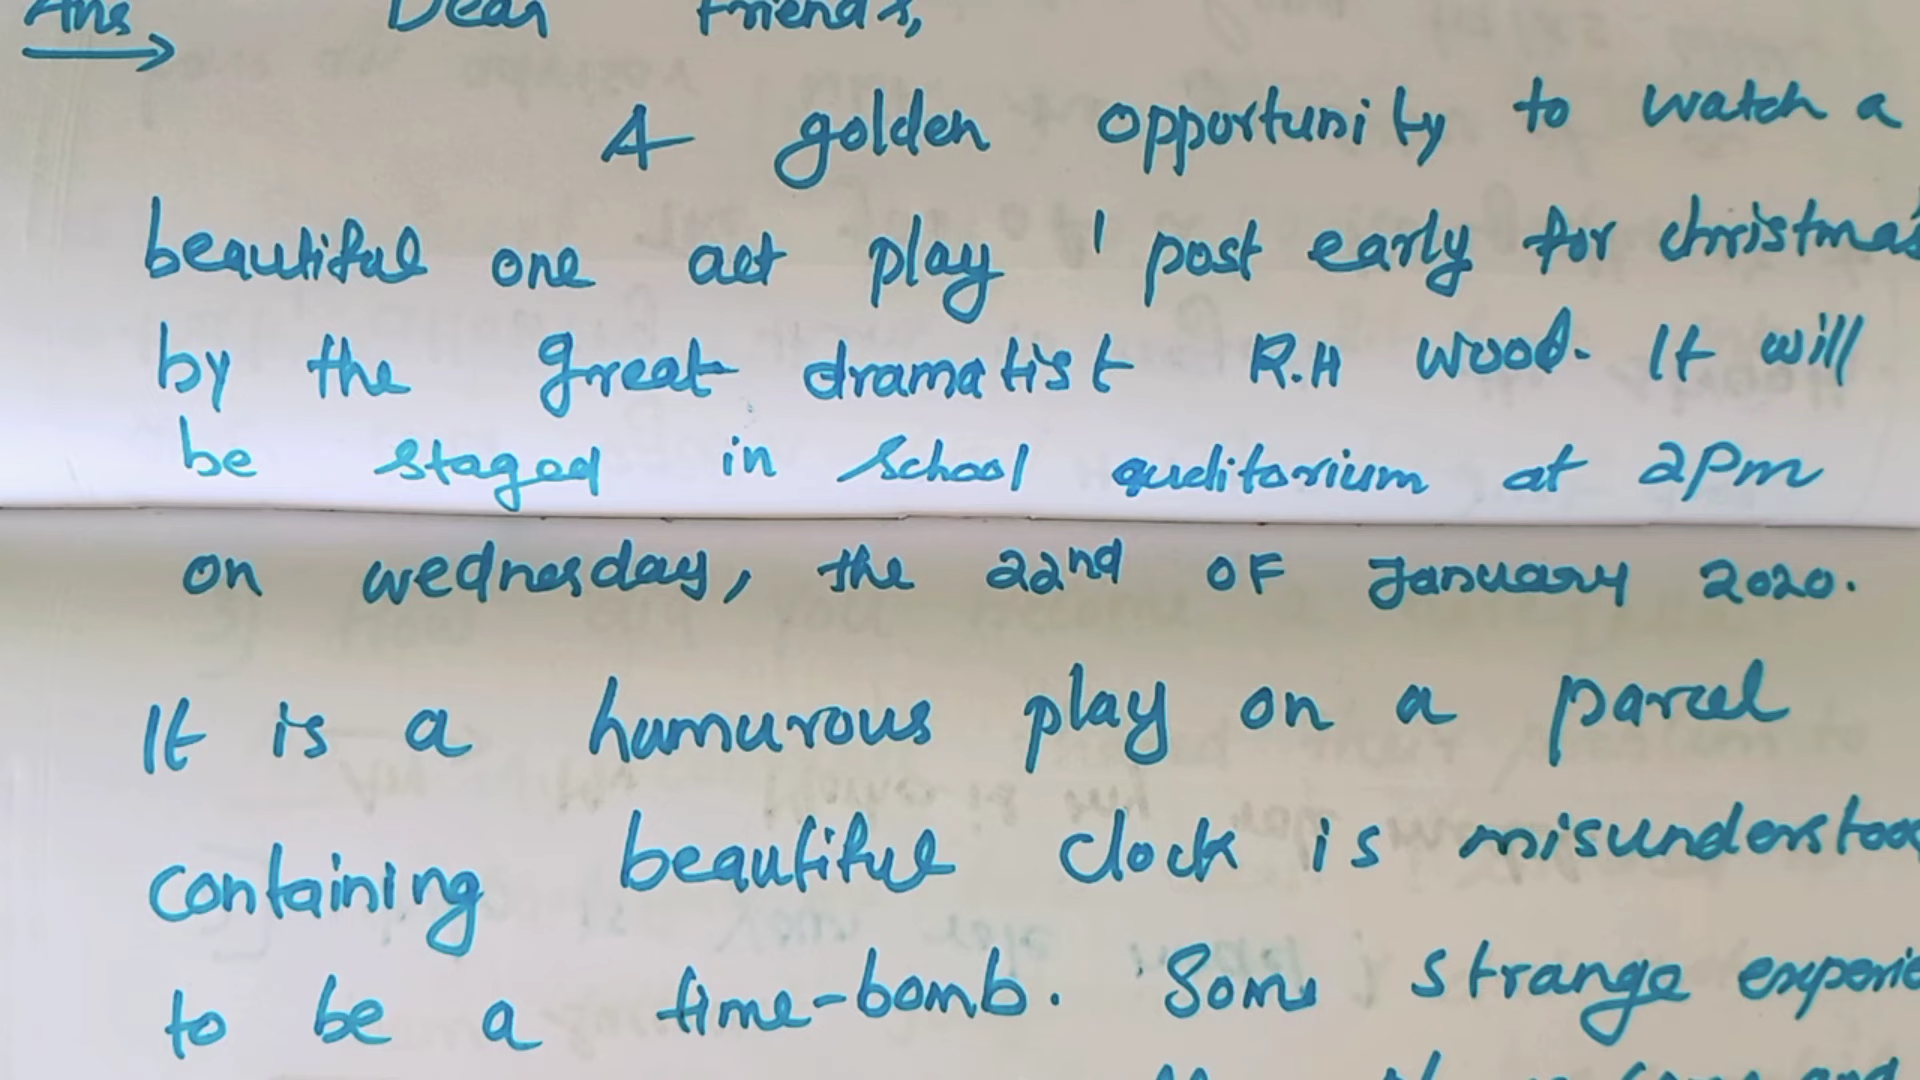 Ans Dear Friends,
A golden opportunity to watch a
beautiful one act play ' post early for christmas
by the great dramatist R.H wood. It will
be staged in school auditorium at 2pm
on wednesday, the 22nd OF January 2020.
It is a humurous play on a parcel
containing beautiful clock is misunderstood
to be a time-bomb. Some strange